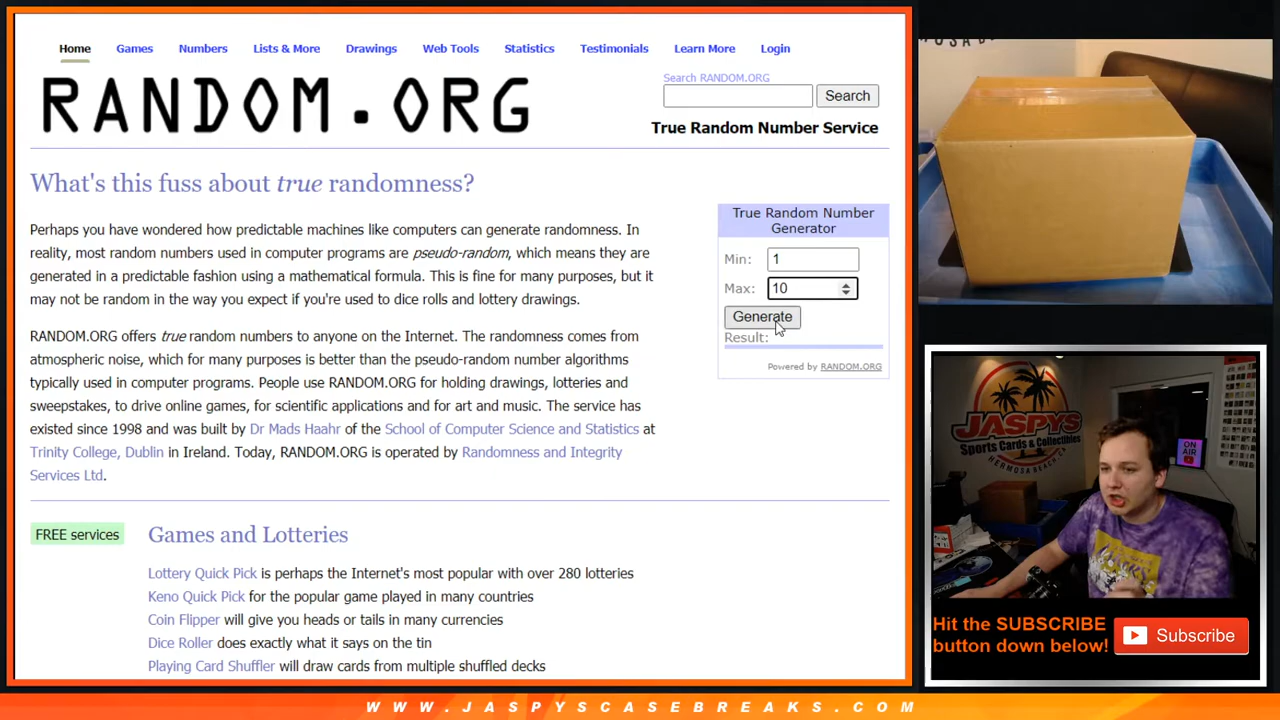 Home Games Numbers Lists & More Drawings Web Tools Statistics Testimonials Learn More Login
RANDOM.ORG
Search RANDOM.ORG
Search
True Random Number Service
What's this fuss about true randomness?
Perhaps you have wondered how predictable machines like computers can generate randomness. In
reality, most random numbers used in computer programs are pseudo-random, which means they are
generated in a predictable fashion using a mathematical formula. This is fine for many purposes, but it
may not be random in the way you expect if you're used to dice rolls and lottery drawings.
RANDOM.ORG offers true random numbers to anyone on the Internet. The randomness comes from
atmospheric noise, which for many purposes is better than the pseudo-random number algorithms
typically used in computer programs. People use RANDOM.ORG for holding drawings, lotteries and
sweepstakes, to drive online games, for scientific applications and for art and music. The service has
existed since 1998 and was built by Dr Mads Haahr of the School of Computer Science and Statistics at
Trinity College, Dublin in Ireland. Today, RANDOM.ORG is operated by Randomness and Integrity
Services Ltd.
True Random Number
Generator
Min: 1
Max: 10
Generate
Result:
Powered by RANDOM.ORG
FREE services
Games and Lotteries
Lottery Quick Pick is perhaps the Internet's most popular with over 280 lotteries
Keno Quick Pick for the popular game played in many countries
Coin Flipper will give you heads or tails in many currencies
Dice Roller does exactly what it says on the tin
Playing Card Shuffler will draw cards from multiple shuffled decks
JASPYS
Sports Cards & Collectibles
HERMOSA BEACH, CA
ON
AIR
Hit the SUBSCRIBE
button down below!
Subscribe
WWW.JASPYSCASEBREAKS.COM